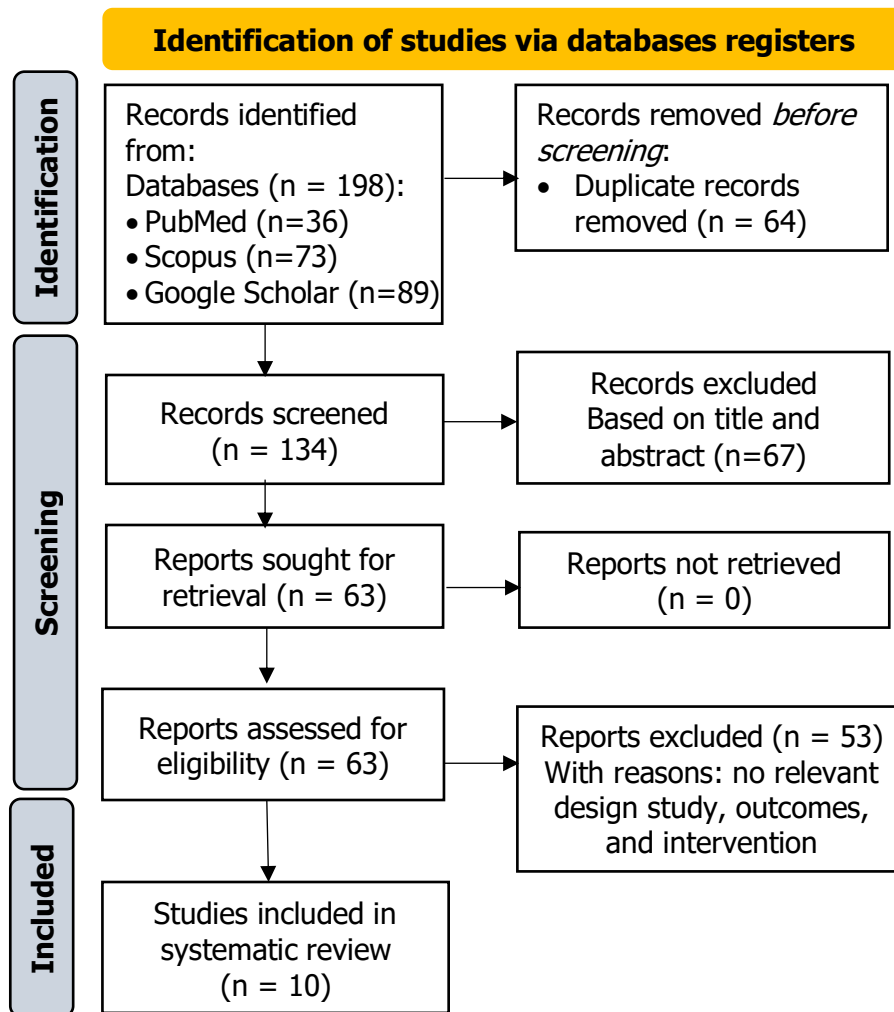 Identification of studies via databases registers
Identification
Records identified
from:
Databases (n = 198):
• PubMed (n=36)
• Scopus (n=73)
• Google Scholar (n=89)
Records removed before
screening:
• Duplicate records
removed (n = 64)
Screening
Records screened
(n = 134)
Records excluded
Based on title and
abstract (n=67)
Reports sought for
retrieval (n = 63)
Reports not retrieved
(n = 0)
Reports assessed for
eligibility (n = 63)
Reports excluded (n = 53)
With reasons: no relevant
design study, outcomes,
and intervention
Included
Studies included in
systematic review
(n = 10)